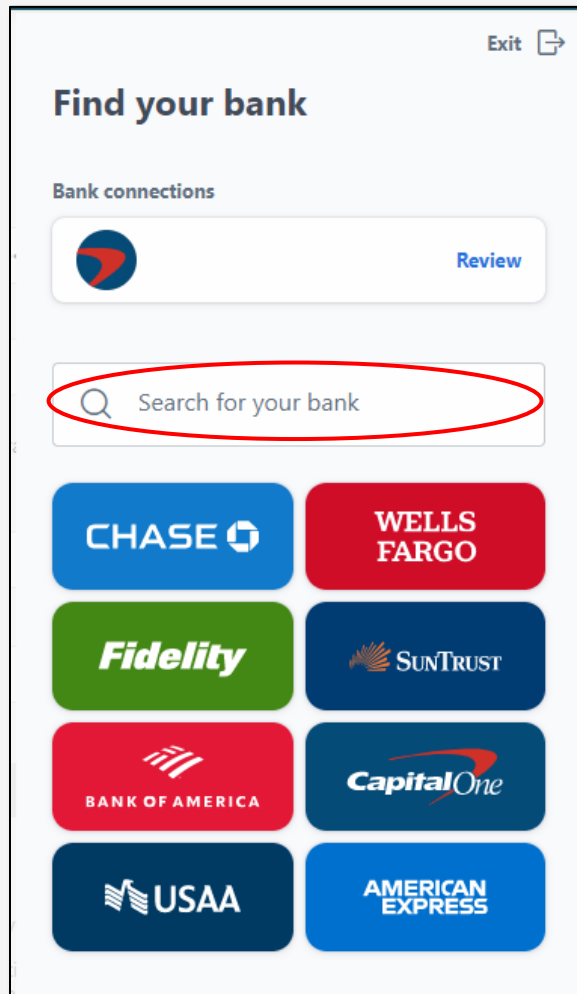 Exit
Find your bank
Bank connections
Review
Search for your bank
CHASE
WELLS
FARGO
Fidelity
SUNTRUST
BANK OF AMERICA
CapitalOne
USAA
AMERICAN
EXPRESS